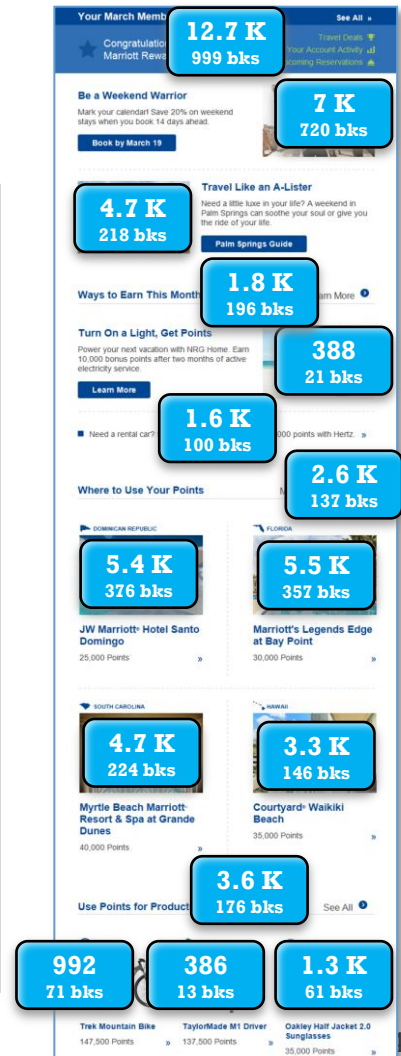 Your March Memb
See All »
12.7 K
999 bks
Congratulatio
Marriott Rewa
Travel Deals
Your Account Activity
coming Reservations
Be a Weekend Warrior
Mark your calendar! Save 20% on weekend
stays when you book 14 days ahead.
Book by March 19
7 K
720 bks
4.7 K
218 bks
Travel Like an A-Lister
Need a little luxe in your life? A weekend in
Palm Springs can soothe your soul or give you
the ride of your life.
Palm Springs Guide
1.8 K
196 bks
Ways to Earn This Month
arn More
Turn On a Light, Get Points
Power your next vacation with NRG Home. Earn
10,000 bonus points after two months of active
electricity service.
Learn More
388
21 bks
1.6 K
100 bks
Need a rental car?
000 points with Hertz. »
2.6 K
137 bks
Where to Use Your Points
M
DOMINICAN REPUBLIC
FLORIDA
5.4 K
376 bks
5.5 K
357 bks
JW Marriott® Hotel Santo
Domingo
25,000 Points »
Marriott's Legends Edge
at Bay Point
30,000 Points »
SOUTH CAROLINA
HAWAII
4.7 K
224 bks
3.3 K
146 bks
Myrtle Beach Marriott®
Resort & Spa at Grande
Dunes
40,000 Points »
Courtyard® Waikiki
Beach
35,000 Points »
3.6 K
176 bks
Use Points for Product
See All
992
71 bks
386
13 bks
1.3 K
61 bks
Trek Mountain Bike
147,500 Points »
TaylorMade M1 Driver
137,500 Points »
Oakley Half Jacket 2.0
Sunglasses
35,000 Points »